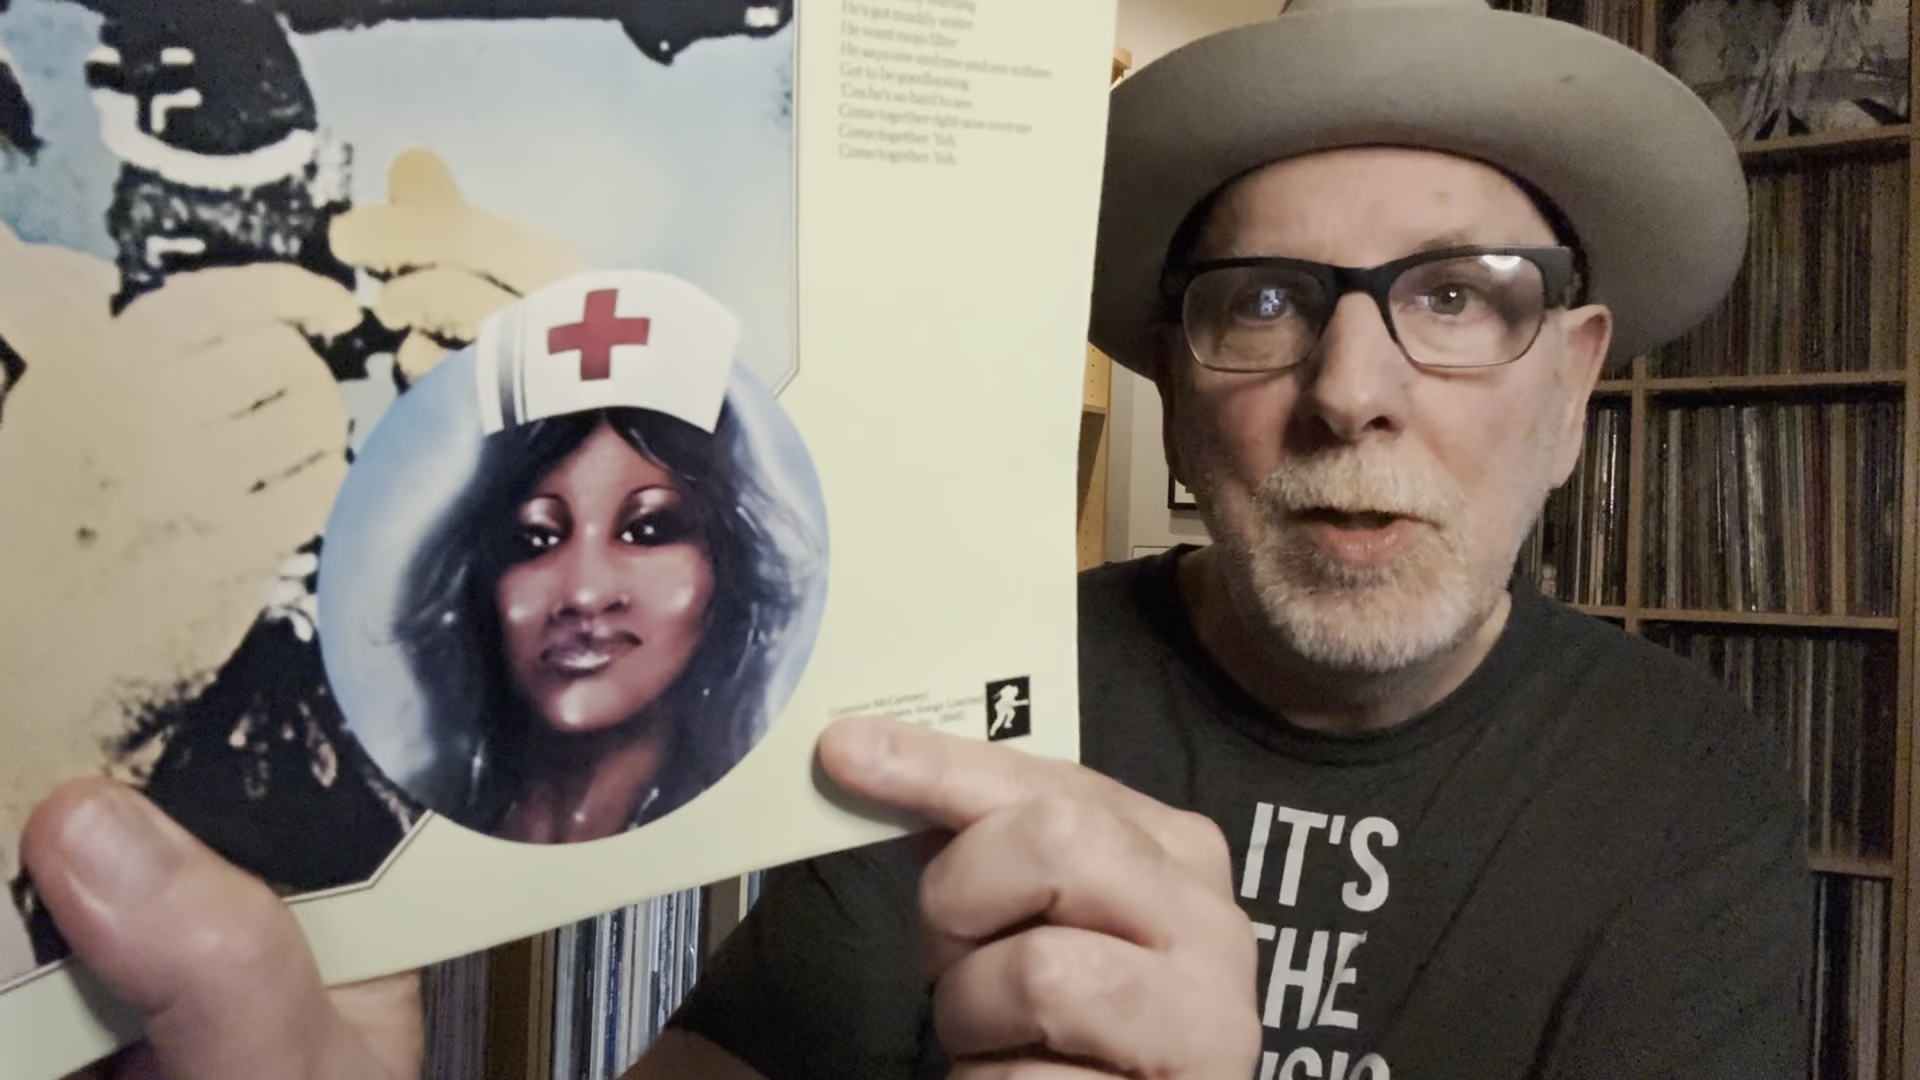 He's got muddy water
He want mojo filter
He says one and one and one is three
Got to be goodlooking
'Cos he's so hard to see
Come together right now over me
Come together. Yeh.
Come together. Yeh.
IT'S
THE